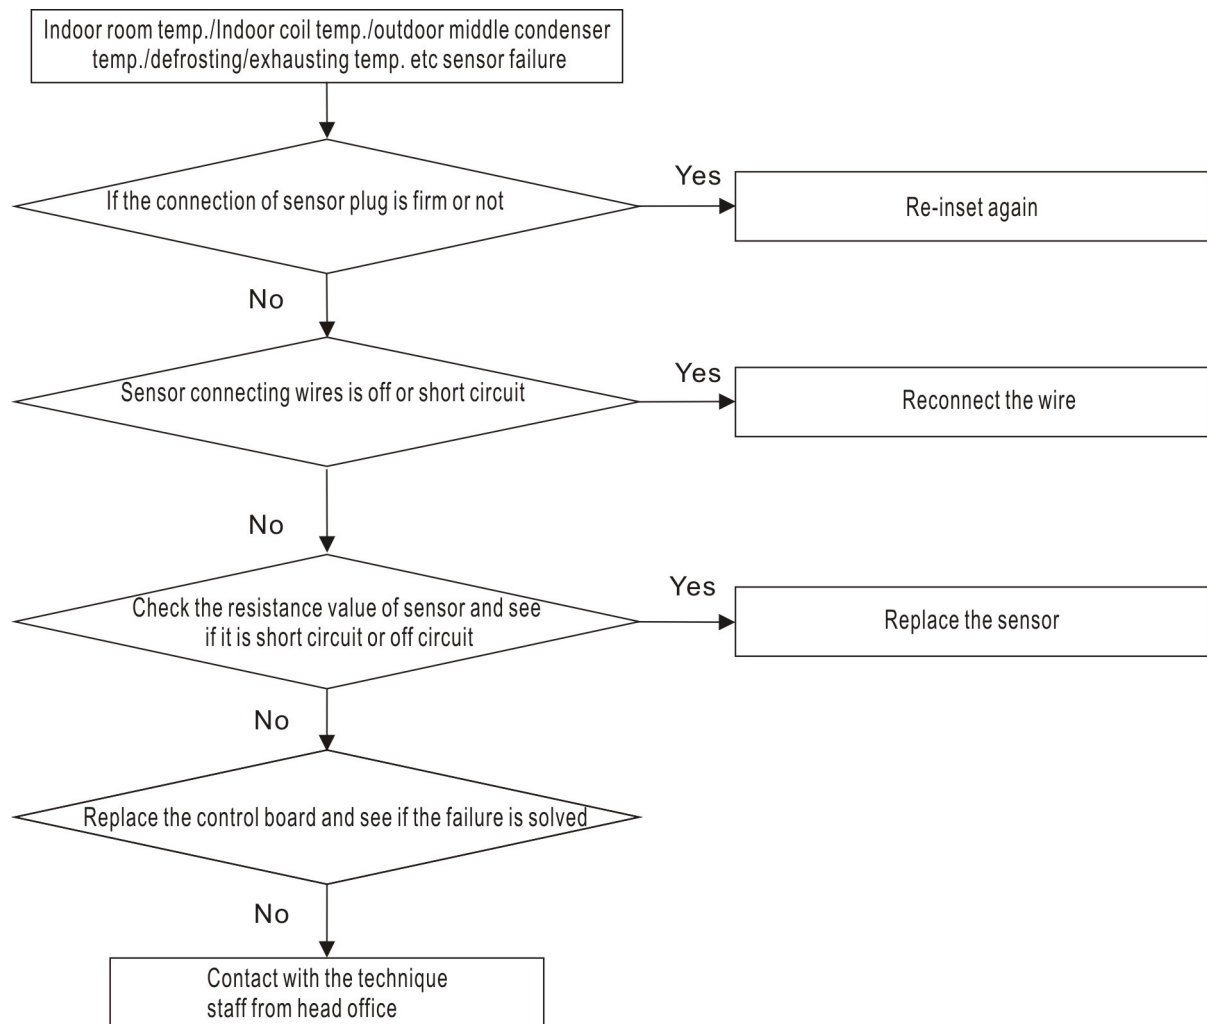 Indoor room temp./Indoor coil temp./outdoor middle condenser
temp./defrosting/exhausting temp. etc sensor failure
If the connection of sensor plug is firm or not
Yes
Re-inset again
No
Sensor connecting wires is off or short circuit
Yes
Reconnect the wire
No
Check the resistance value of sensor and see
if it is short circuit or off circuit
Yes
Replace the sensor
No
Replace the control board and see if the failure is solved
No
Contact with the technique
staff from head office